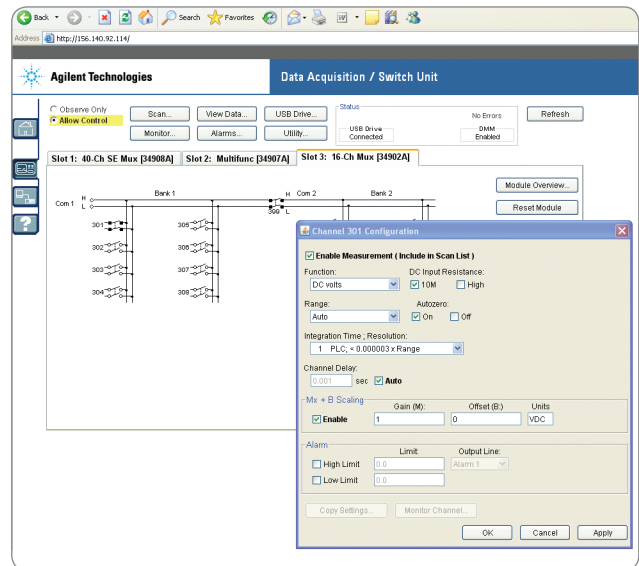 Back Search Favorites
Address http://156.140.92.114/
Agilent Technologies Data Acquisition / Switch Unit
Observe Only
Allow Control
Scan... View Data... USB Drive...
Monitor... Alarms... Utility...
Status
No Errors
USB Drive Connected
DMM Enabled
Refresh
Slot 1: 40-Ch SE Mux [34908A] Slot 2: Multifunc [34907A] Slot 3: 16-Ch Mux [34902A]
Module Overview...
Reset Module
Bank 1 H Com 2 Bank 2
Com 1 H
L
399 L
301 305
302 306
303 307
304 308
Channel 301 Configuration
Enable Measurement ( Include in Scan List )
Function: DC Input Resistance:
DC volts 10M High
Range: Autozero:
Auto On Off
Integration Time ; Resolution:
1 PLC; < 0.000003 x Range
Channel Delay:
0.001 sec Auto
Mx + B Scaling
Gain (M): Offset (B:) Units
Enable 1 0 VDC
Alarm
Limit: Output Line:
High Limit 0.0 Alarm 1
Low Limit 0.0
Copy Settings... Monitor Channel...
OK Cancel Apply